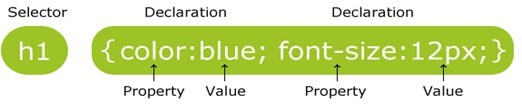 Selector Declaration Declaration
h1 {color:blue; font-size:12px;}
Property Value Property Value